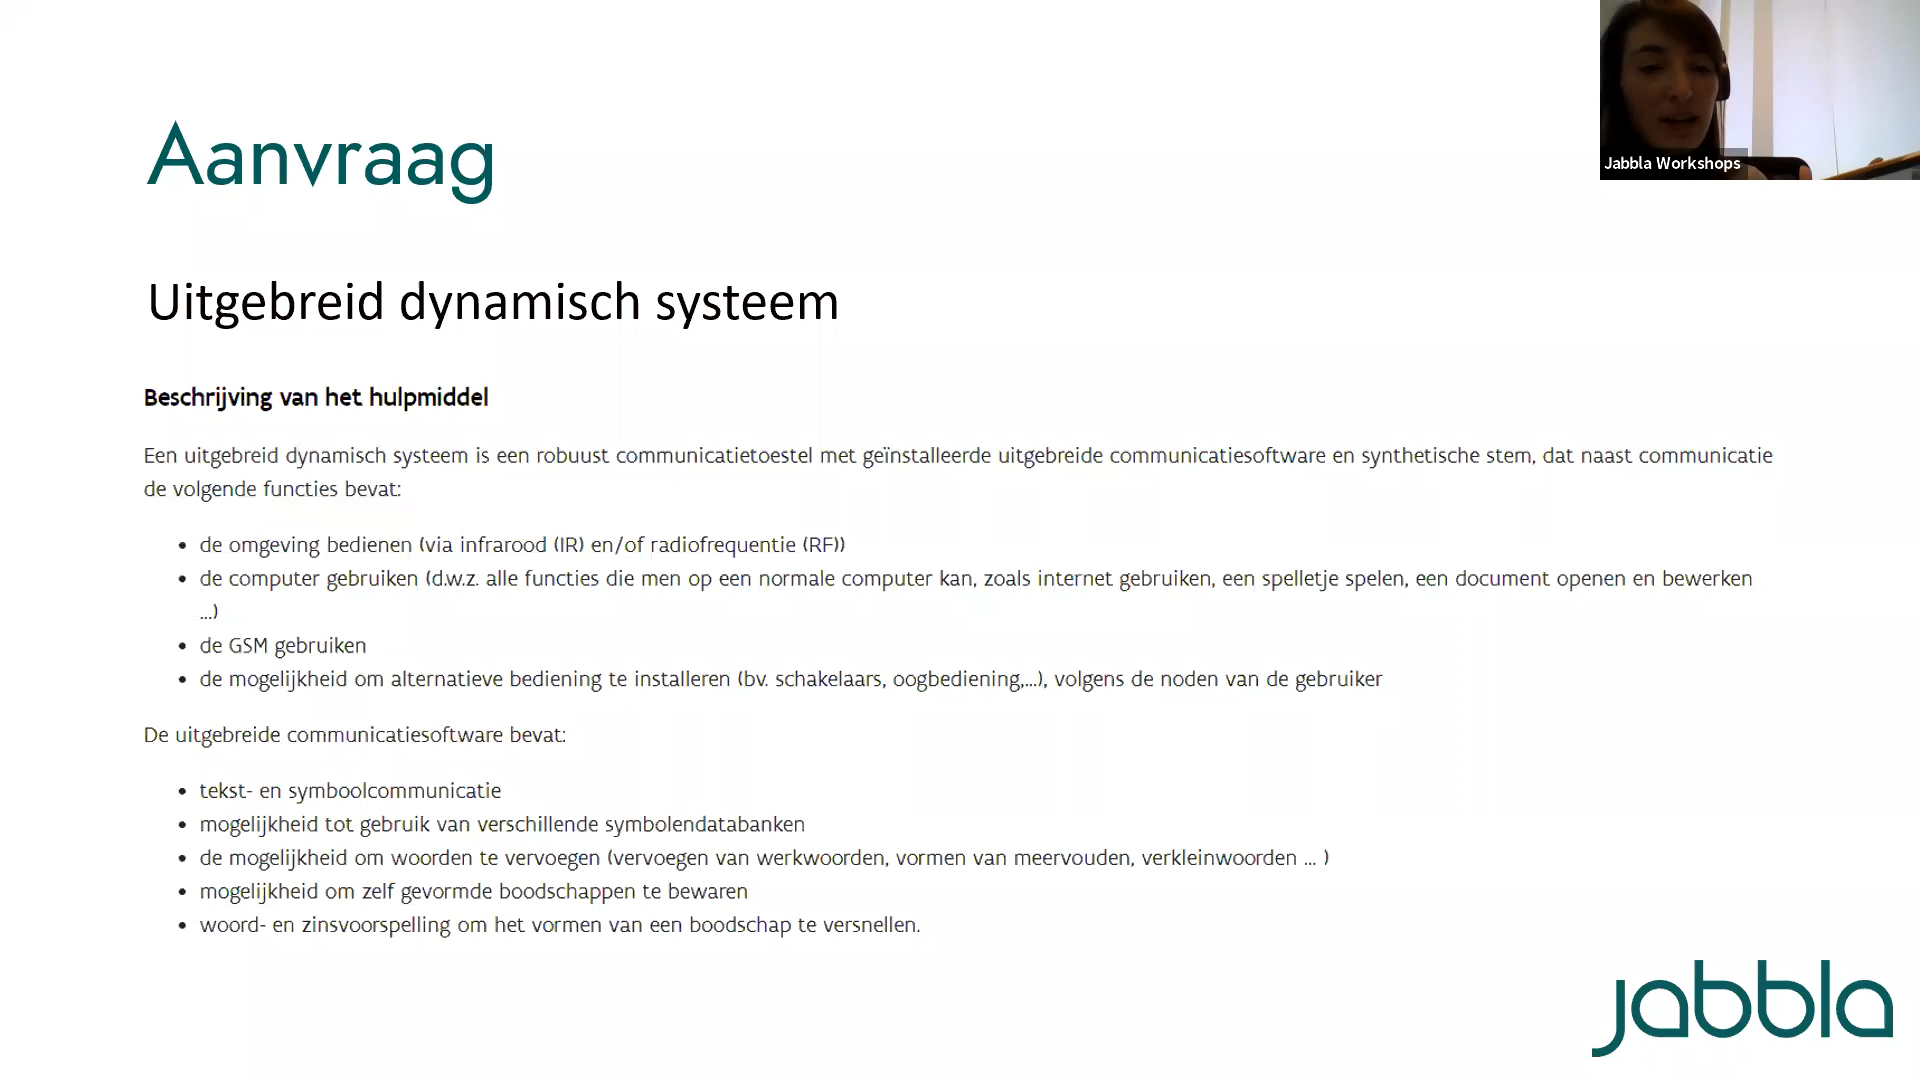 Aanvraag
Jabbla Workshops
Uitgebreid dynamisch systeem
Beschrijving van het hulpmiddel
Een uitgebreid dynamisch systeem is een robuust communicatietoestel met geïnstalleerde uitgebreide communicatiesoftware en synthetische stem, dat naast communicatie
de volgende functies bevat:
• de omgeving bedienen (via infrarood (IR) en/of radiofrequentie (RF))
• de computer gebruiken (d.w.z. alle functies die men op een normale computer kan, zoals internet gebruiken, een spelletje spelen, een document openen en bewerken
...)
• de GSM gebruiken
• de mogelijkheid om alternatieve bediening te installeren (bv. schakelaars, oogbediening,...), volgens de noden van de gebruiker
De uitgebreide communicatiesoftware bevat:
• tekst- en symboolcommunicatie
• mogelijkheid tot gebruik van verschillende symbolendatabanken
• de mogelijkheid om woorden te vervoegen (vervoegen van werkwoorden, vormen van meervouden, verkleinwoorden ... )
• mogelijkheid om zelf gevormde boodschappen te bewaren
• woord- en zinsvoorspelling om het vormen van een boodschap te versnellen.
jabbla